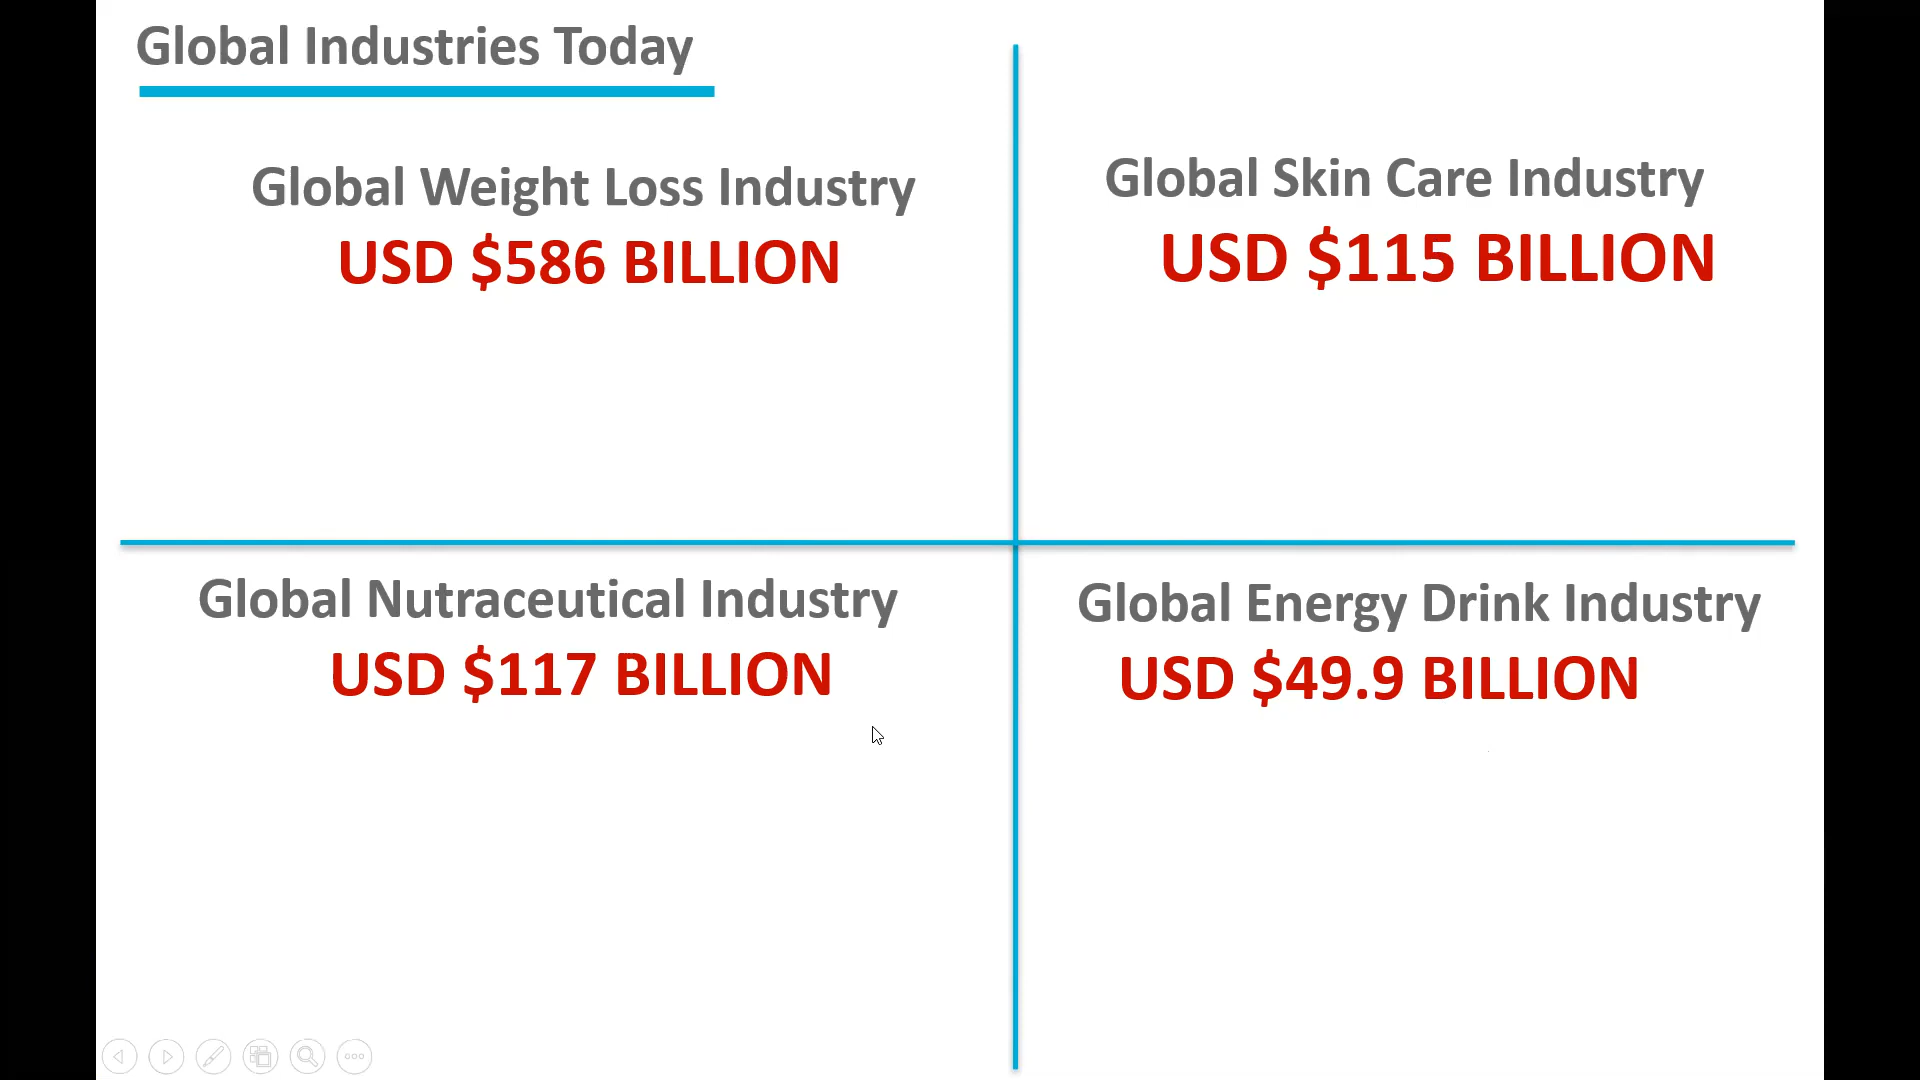 Global Industries Today
Global Weight Loss Industry
USD $586 BILLION
Global Skin Care Industry
USD $115 BILLION
Global Nutraceutical Industry
USD $117 BILLION
Global Energy Drink Industry
USD $49.9 BILLION